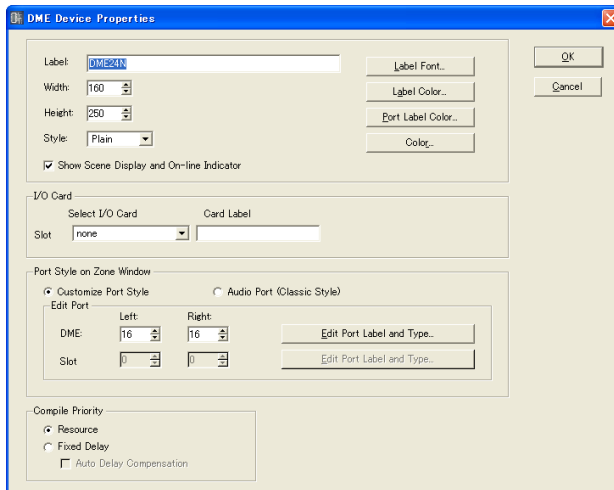 DME Device Properties
Label: DME24N Label Font... OK
Width: 160 Label Color... Cancel
Height: 250 Port Label Color...
Style: Plain Color...
Show Scene Display and On-line Indicator
I/O Card
Select I/O Card Card Label
Slot none
Port Style on Zone Window
Customize Port Style Audio Port (Classic Style)
Edit Port
Left: Right:
DME: 16 16 Edit Port Label and Type...
Slot 0 0 Edit Port Label and Type...
Compile Priority
Resource
Fixed Delay
Auto Delay Compensation